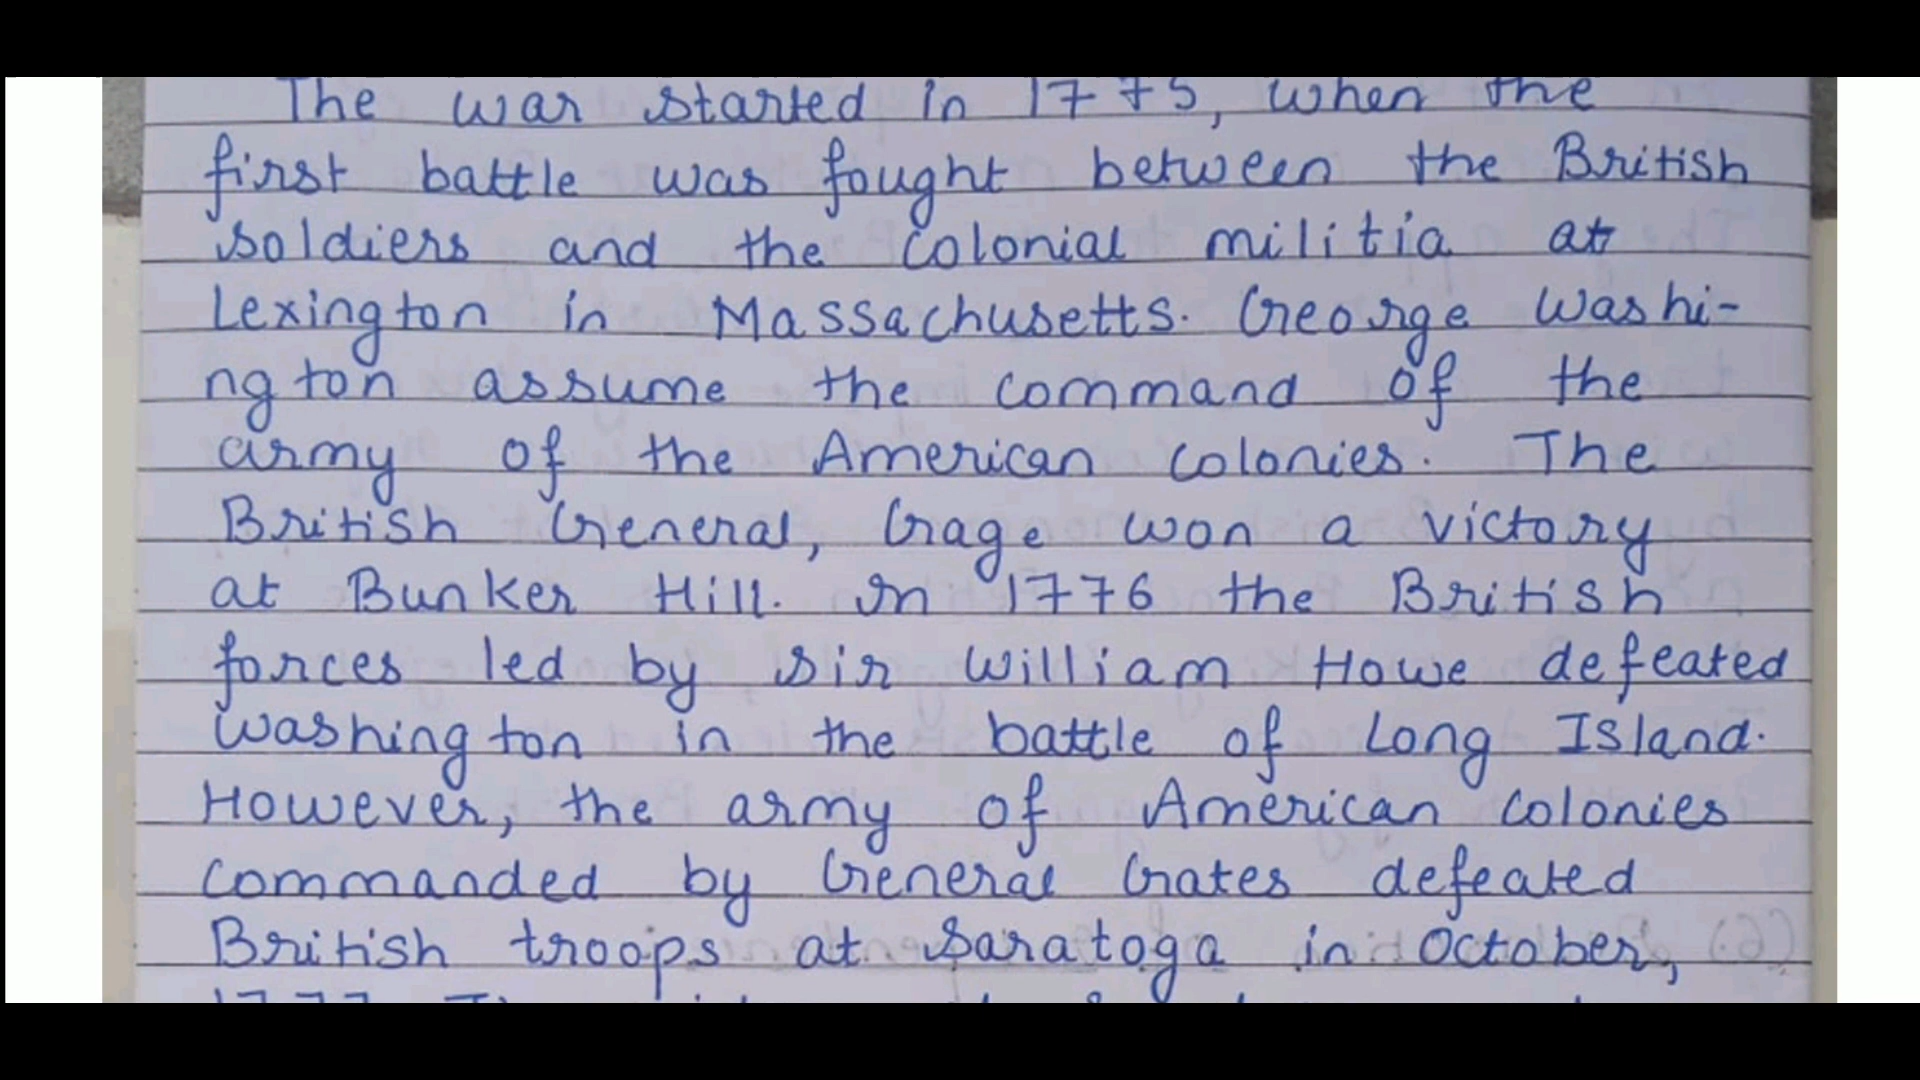 The war started in 1775, when the
first battle was fought between the British
soldiers and the colonial militia at
Lexington in Massachusetts. George Washi-
ngton assume the command of the
army of the American colonies. The
British General, Gage won a victory
at Bunker Hill. In 1776 the British
forces led by Sir William Howe defeated
Washington in the battle of Long Island.
However, the army of American colonies
commanded by General Gates defeated
British troops at Saratoga in October,
1777.